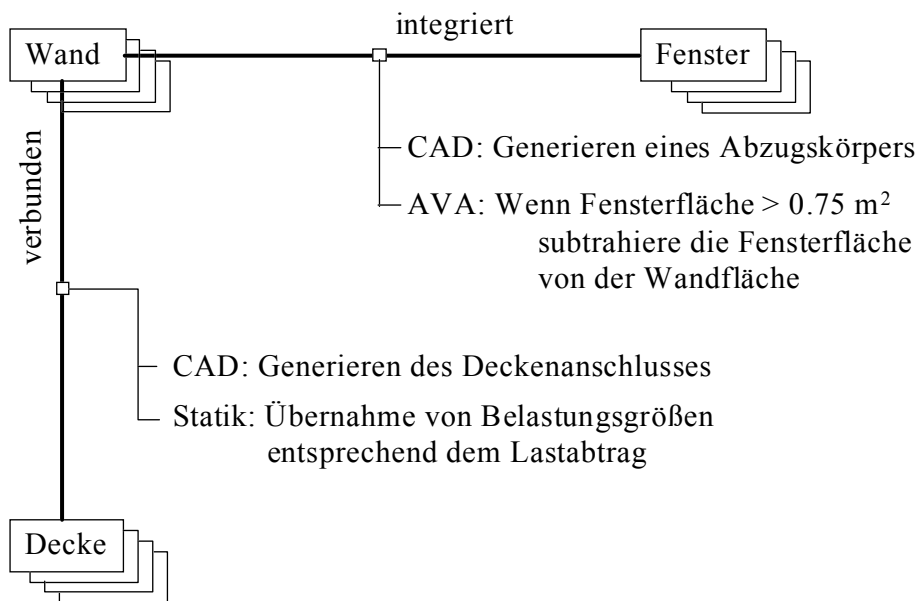 integriert
Wand
Fenster
CAD: Generieren eines Abzugskörpers
AVA: Wenn Fensterfläche > 0.75 m²
subtrahiere die Fensterfläche
von der Wandfläche
verbunden
CAD: Generieren des Deckenanschlusses
Statik: Übernahme von Belastungsgrößen
entsprechend dem Lastabtrag
Decke